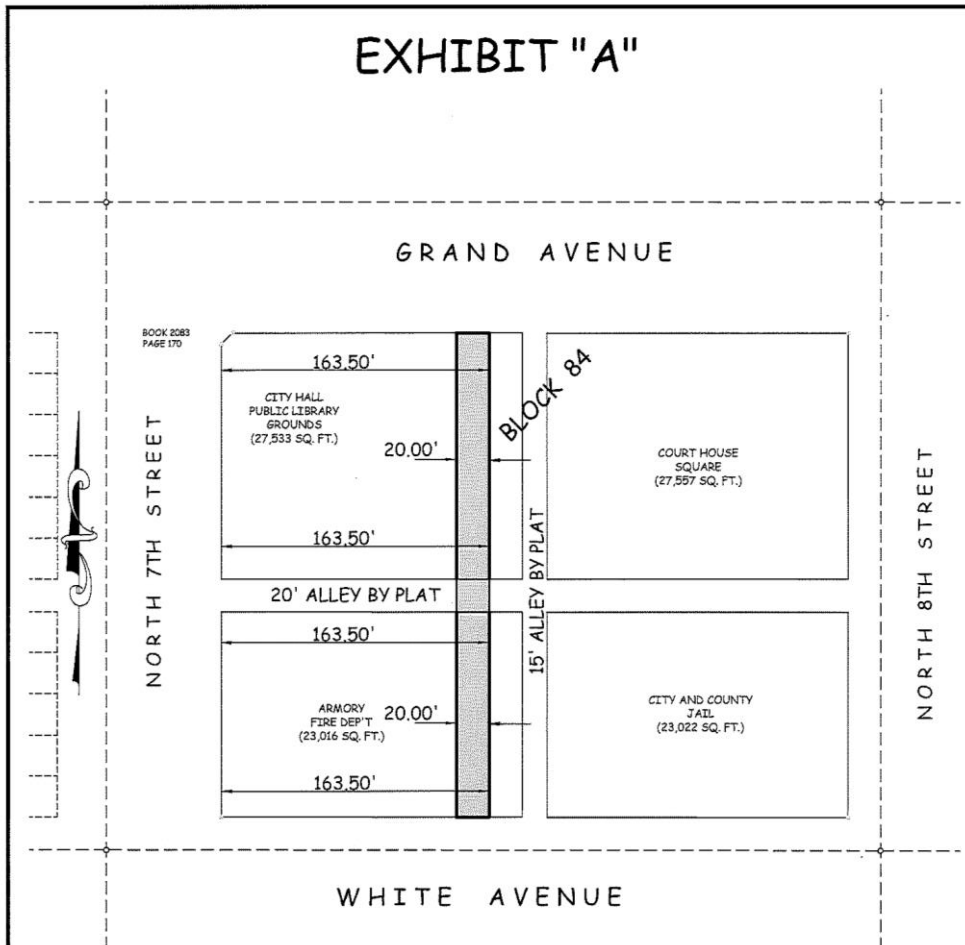 EXHIBIT "A"
GRAND AVENUE
BOOK 2083
PAGE 170
163.50'
BLOCK 84
CITY HALL
PUBLIC LIBRARY
GROUNDS
(27,533 SQ. FT.)
20.00'
COURT HOUSE
SQUARE
(27,557 SQ. FT.)
NORTH 7TH STREET
NORTH 8TH STREET
163.50'
15' ALLEY BY PLAT
20' ALLEY BY PLAT
163.50'
ARMORY
FIRE DEP'T
(23,016 SQ. FT.)
20.00'
CITY AND COUNTY
JAIL
(23,022 SQ. FT.)
163.50'
WHITE AVENUE